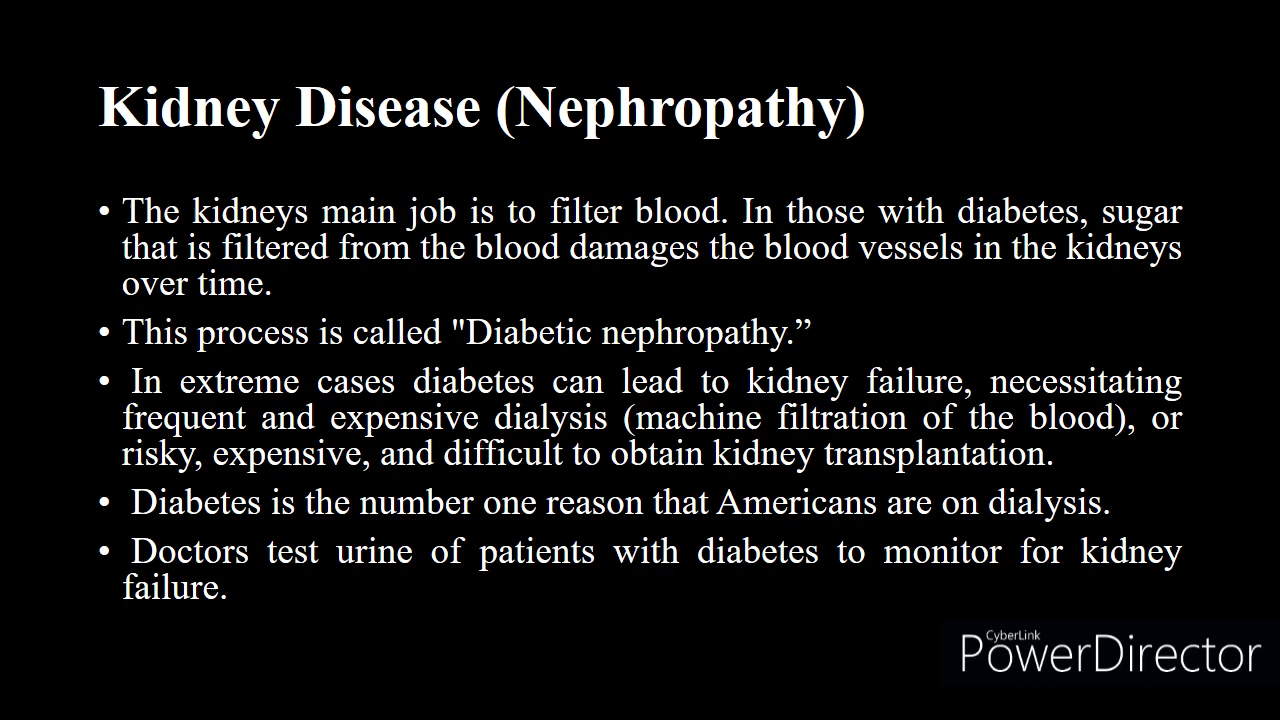 Kidney Disease (Nephropathy)
• The kidneys main job is to filter blood. In those with diabetes, sugar
that is filtered from the blood damages the blood vessels in the kidneys
over time.
• This process is called "Diabetic nephropathy.”
• In extreme cases diabetes can lead to kidney failure, necessitating
frequent and expensive dialysis (machine filtration of the blood), or
risky, expensive, and difficult to obtain kidney transplantation.
• Diabetes is the number one reason that Americans are on dialysis.
• Doctors test urine of patients with diabetes to monitor for kidney
failure.
CyberLink
PowerDirector